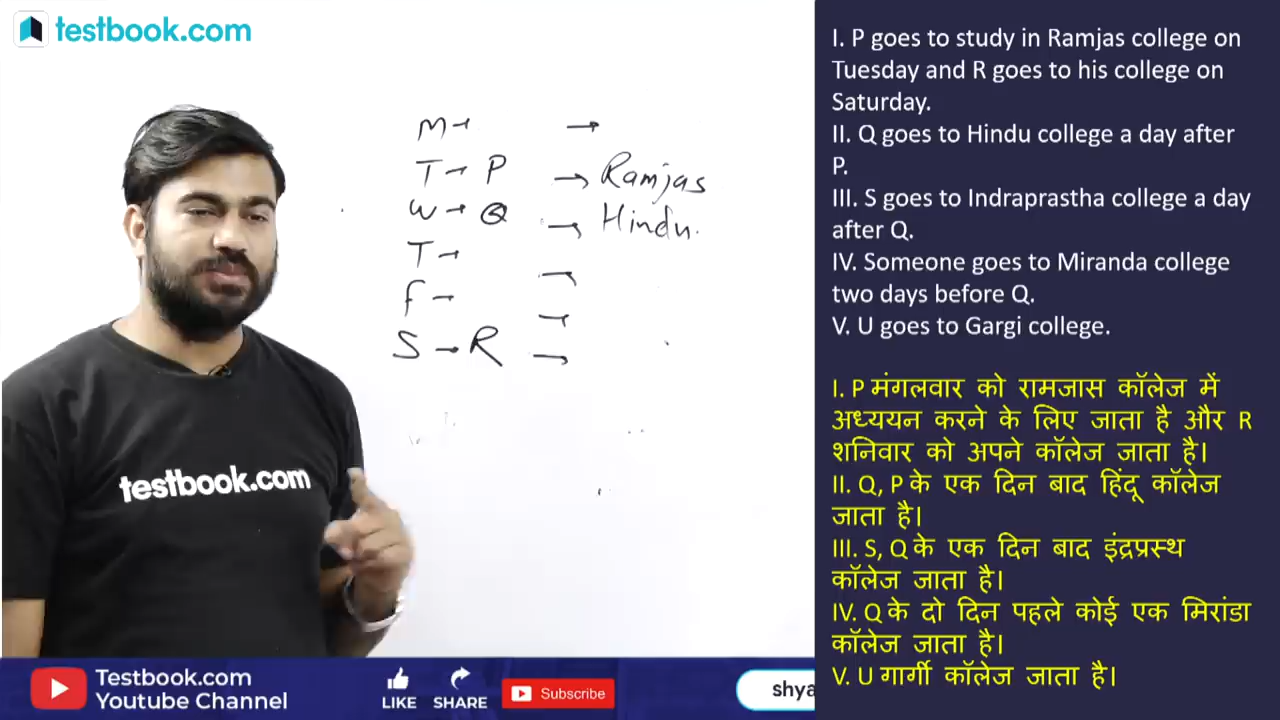 testbook.com
M →
→
T → P → Ramjas
W → Q → Hindu.
T → →
F → →
S → R →
testbook.com
I. P goes to study in Ramjas college on
Tuesday and R goes to his college on
Saturday.
II. Q goes to Hindu college a day after
P.
III. S goes to Indraprastha college a day
after Q.
IV. Someone goes to Miranda college
two days before Q.
V. U goes to Gargi college.
I. P मंगलवार को रामजास कॉलेज में
अध्ययन करने के लिए जाता है और R
शनिवार को अपने कॉलेज जाता है।
II. Q, P के एक दिन बाद हिंदू कॉलेज
जाता है।
III. S, Q के एक दिन बाद इंद्रप्रस्थ
कॉलेज जाता है।
IV. Q के दो दिन पहले कोई एक मिरांडा
कॉलेज जाता है।
V. U गार्गी कॉलेज जाता है।
Testbook.com
YouTube Channel
LIKE
SHARE
Subscribe
shya